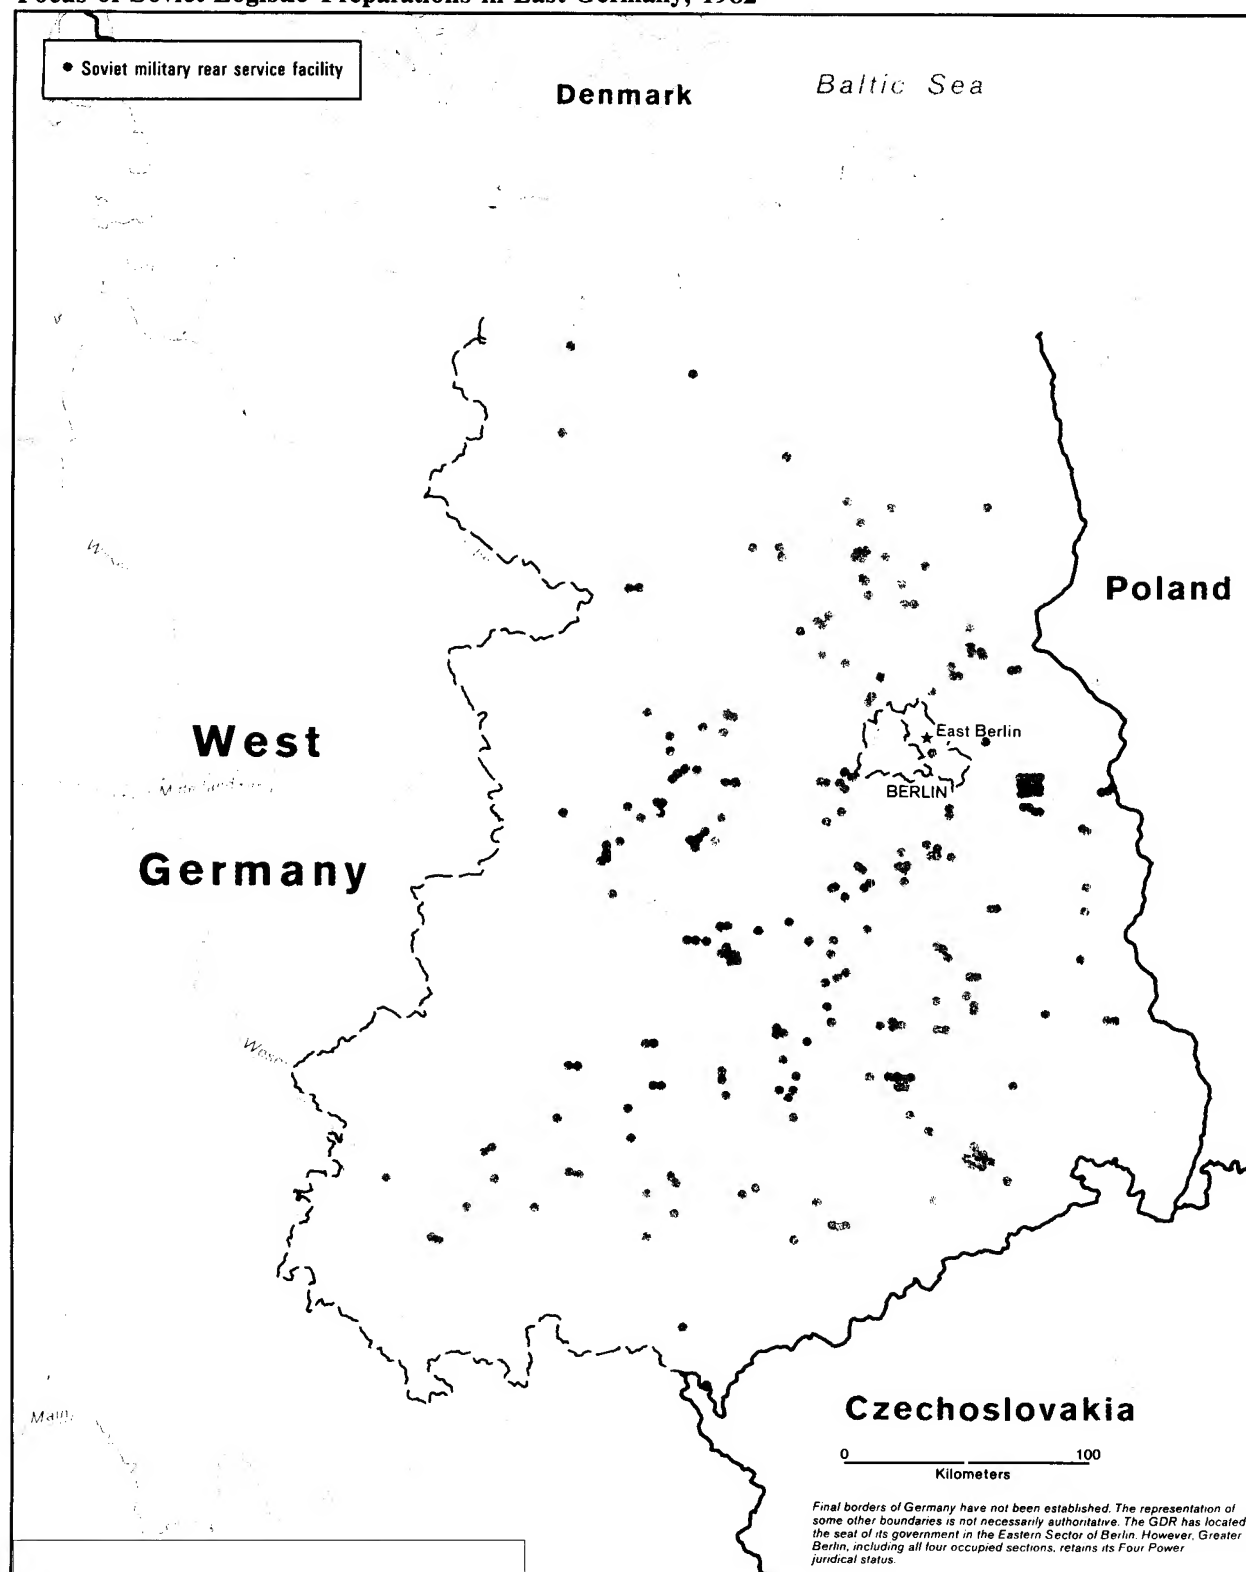 Focus of Soviet Logistic Preparations in East Germany, 1982
Soviet military rear service facility
Denmark
Baltic Sea
Poland
West
Germany
East Berlin
BERLIN
Weser
Main
Czechoslovakia
0 100
Kilometers
Final borders of Germany have not been established. The representation of
some other boundaries is not necessarily authoritative. The GDR has located
the seat of its government in the Eastern Sector of Berlin. However, Greater
Berlin, including all four occupied sections, retains its Four Power
juridical status.